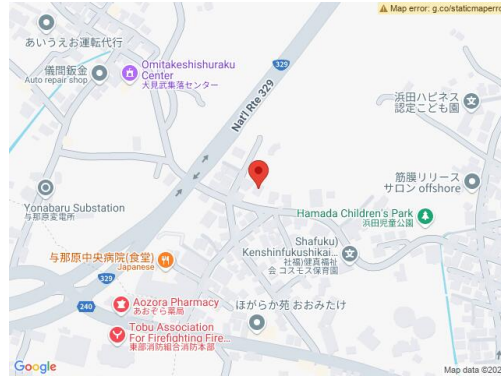 Map error: g.co/staticmaperro
あいうえお運転代行
儀間鈑金
Auto repair shop
Omitakeshishuraku
Center
大見武集落センター
329
Nat'l Rte 329
浜田ハピネス
認定こども園
筋膜リリース
サロン offshore
Yonabaru Substation
与那原変電所
Hamada Children's Park
浜田児童公園
Shafuku)
Kenshinfukushikai...
社福)健真福祉
会 コスモス保育園
与那原中央病院(食堂)
Japanese
329
240
Aozora Pharmacy
あおぞら薬局
ほがらか苑 おおみたけ
Tobu Association
For Firefighting Fire...
東部消防組合消防本部
Google
Map data ©202